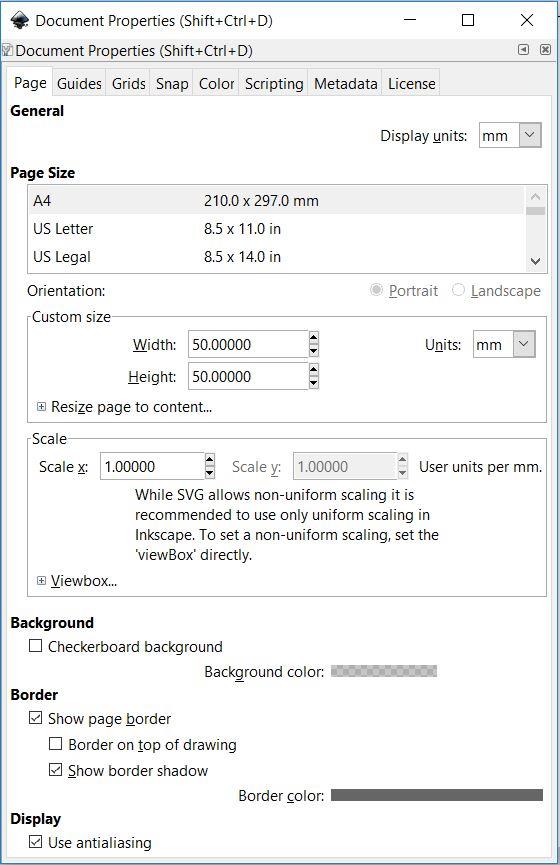 Document Properties (Shift+Ctrl+D)
Document Properties (Shift+Ctrl+D)
Page Guides Grids Snap Color Scripting Metadata License
General
Display units: mm
Page Size
A4 210.0 x 297.0 mm
US Letter 8.5 x 11.0 in
US Legal 8.5 x 14.0 in
Orientation: Portrait Landscape
Custom size
Width: 50.00000 Units: mm
Height: 50.00000
Resize page to content...
Scale
Scale x: 1.00000 Scale y: 1.00000 User units per mm.
While SVG allows non-uniform scaling it is
recommended to use only uniform scaling in
Inkscape. To set a non-uniform scaling, set the
'viewBox' directly.
Viewbox...
Background
Checkerboard background
Background color:
Border
Show page border
Border on top of drawing
Show border shadow
Border color:
Display
Use antialiasing